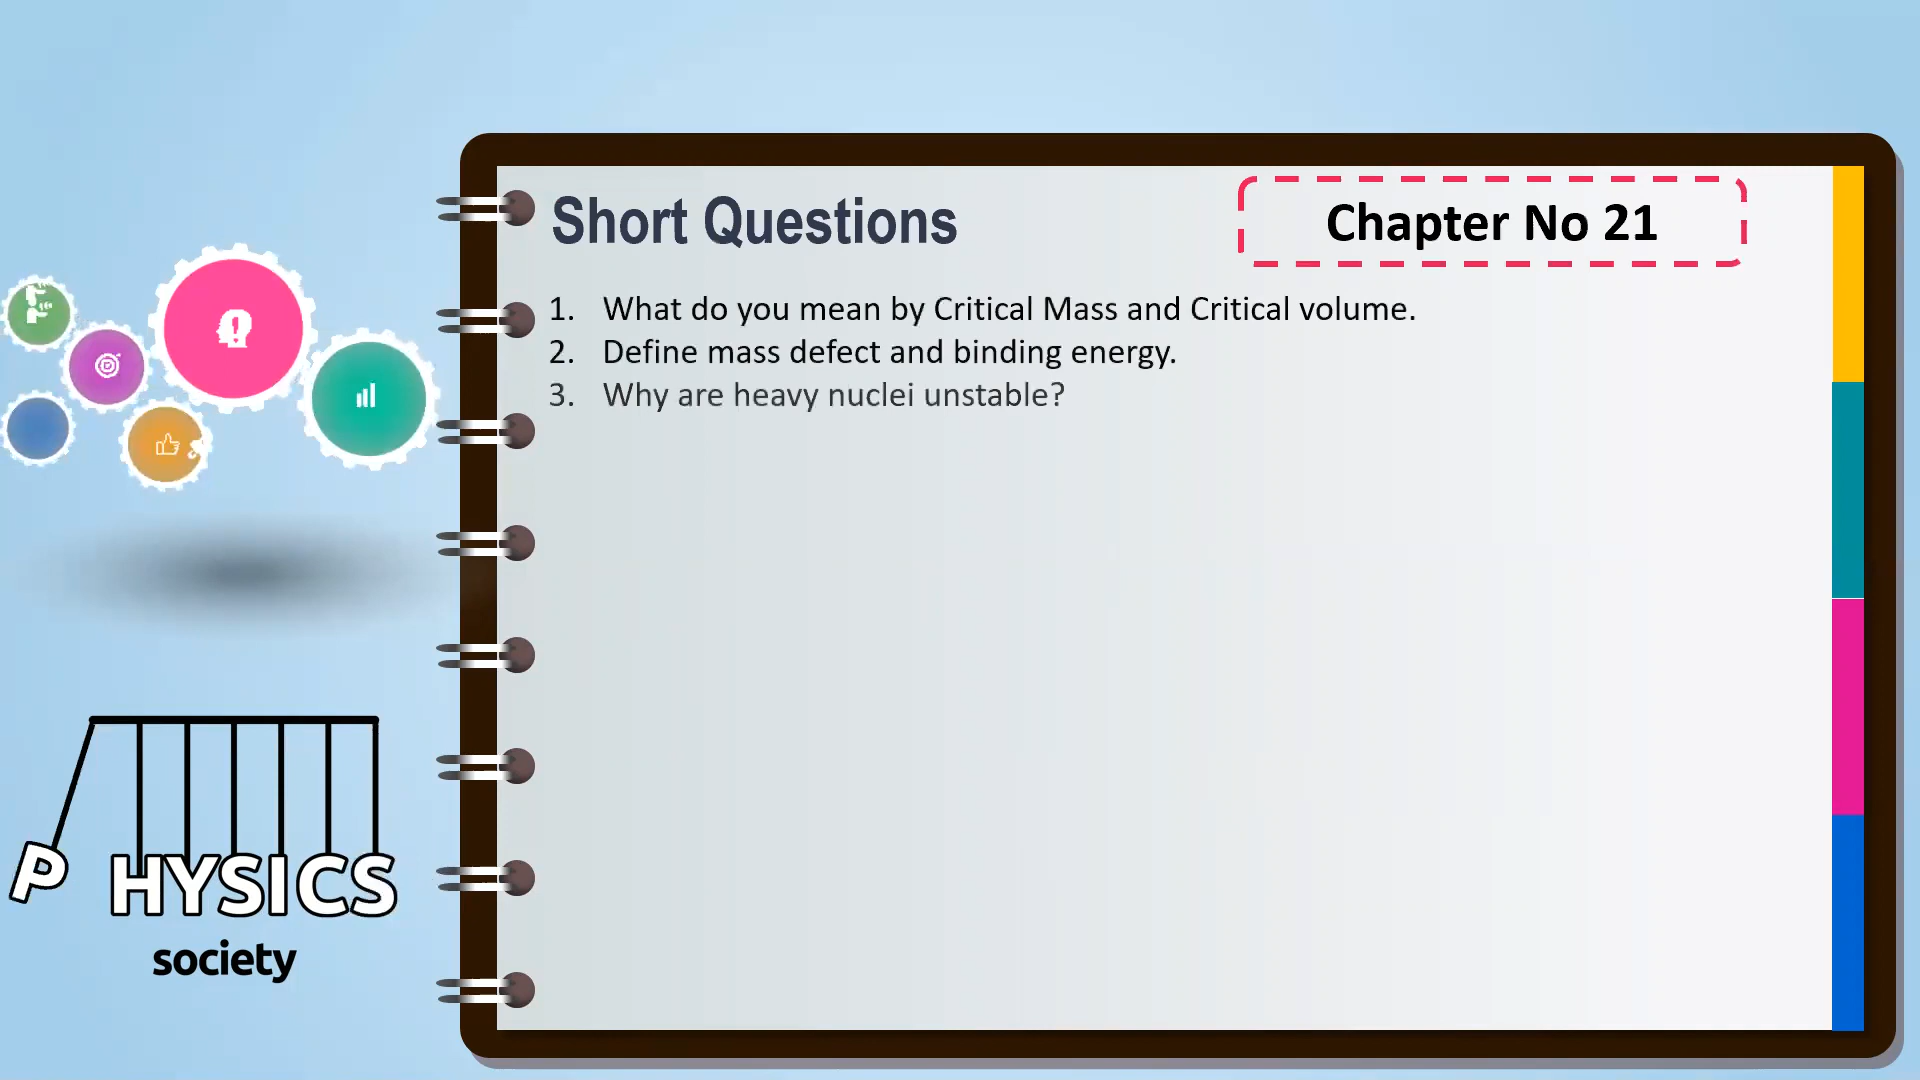 Short Questions
Chapter No 21
1. What do you mean by Critical Mass and Critical volume.
2. Define mass defect and binding energy.
3. Why are heavy nuclei unstable?
PHYSICS
society